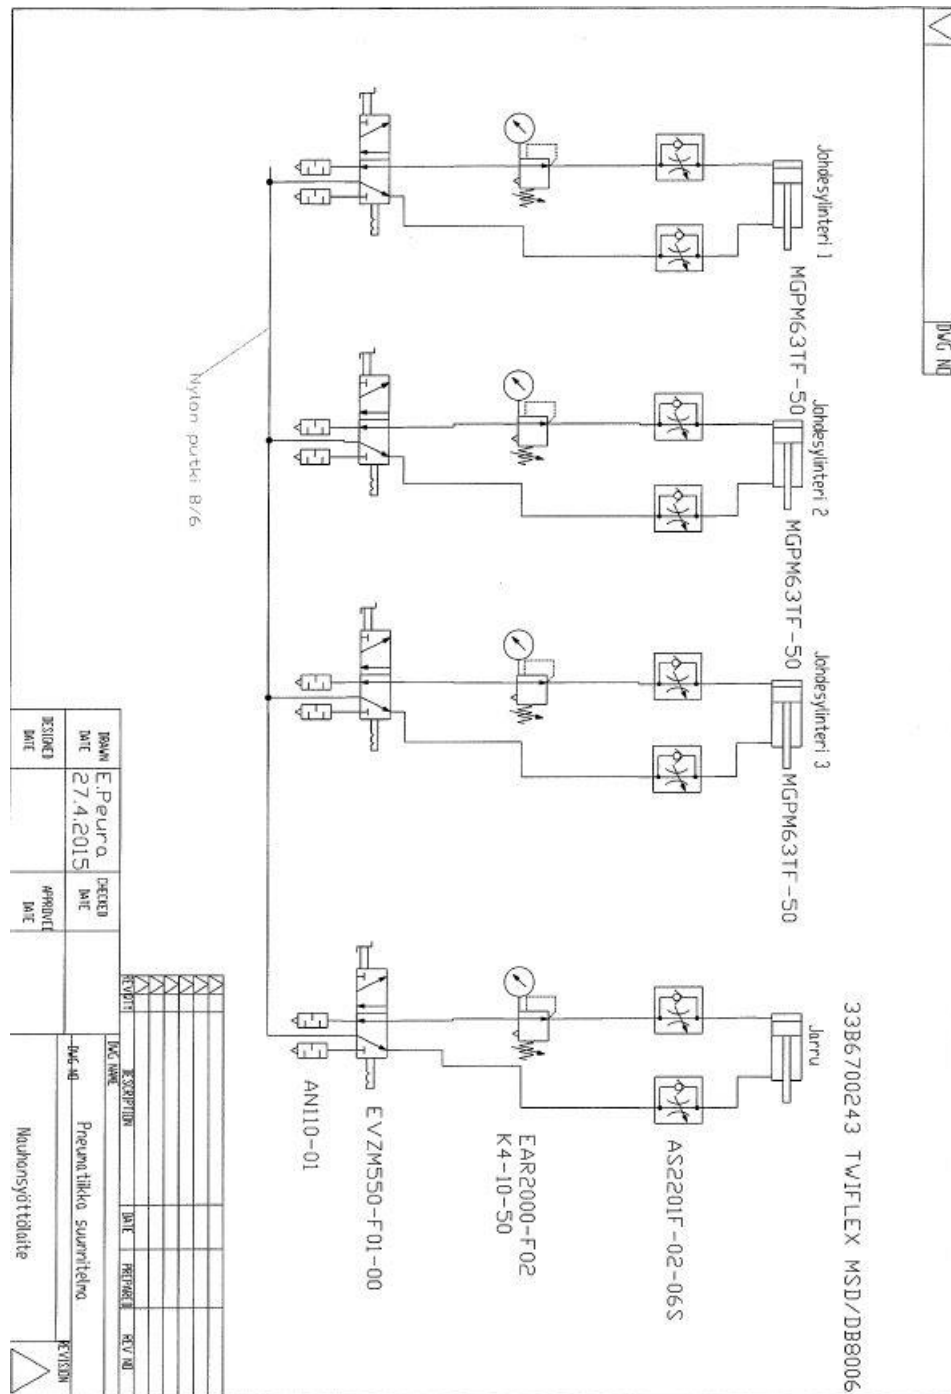 DWG NO
33B6700243 TWIFLEX MSD/DB8006
Johdesylinteri 1
MGPM63TF-50
Johdesylinteri 2
MGPM63TF-50
Johdesylinteri 3
MGPM63TF-50
Jarru
AS2201F-02-06S
EAR2000-F02
K4-10-50
EVZM550-F01-00
AN110-01
Nylon putki 8/6
REV
QTY
DESCRIPTION
DATE
PREPARED
REV NO
DRAWN
DATE
E.Peura
27.4.2015
CHECKED
DATE
DWG NAME
Pneumatiikka suunnitelma
DESIGNED
DATE
APPROVED
DATE
DWG NO
Nauhansyöttölaite
REVISION